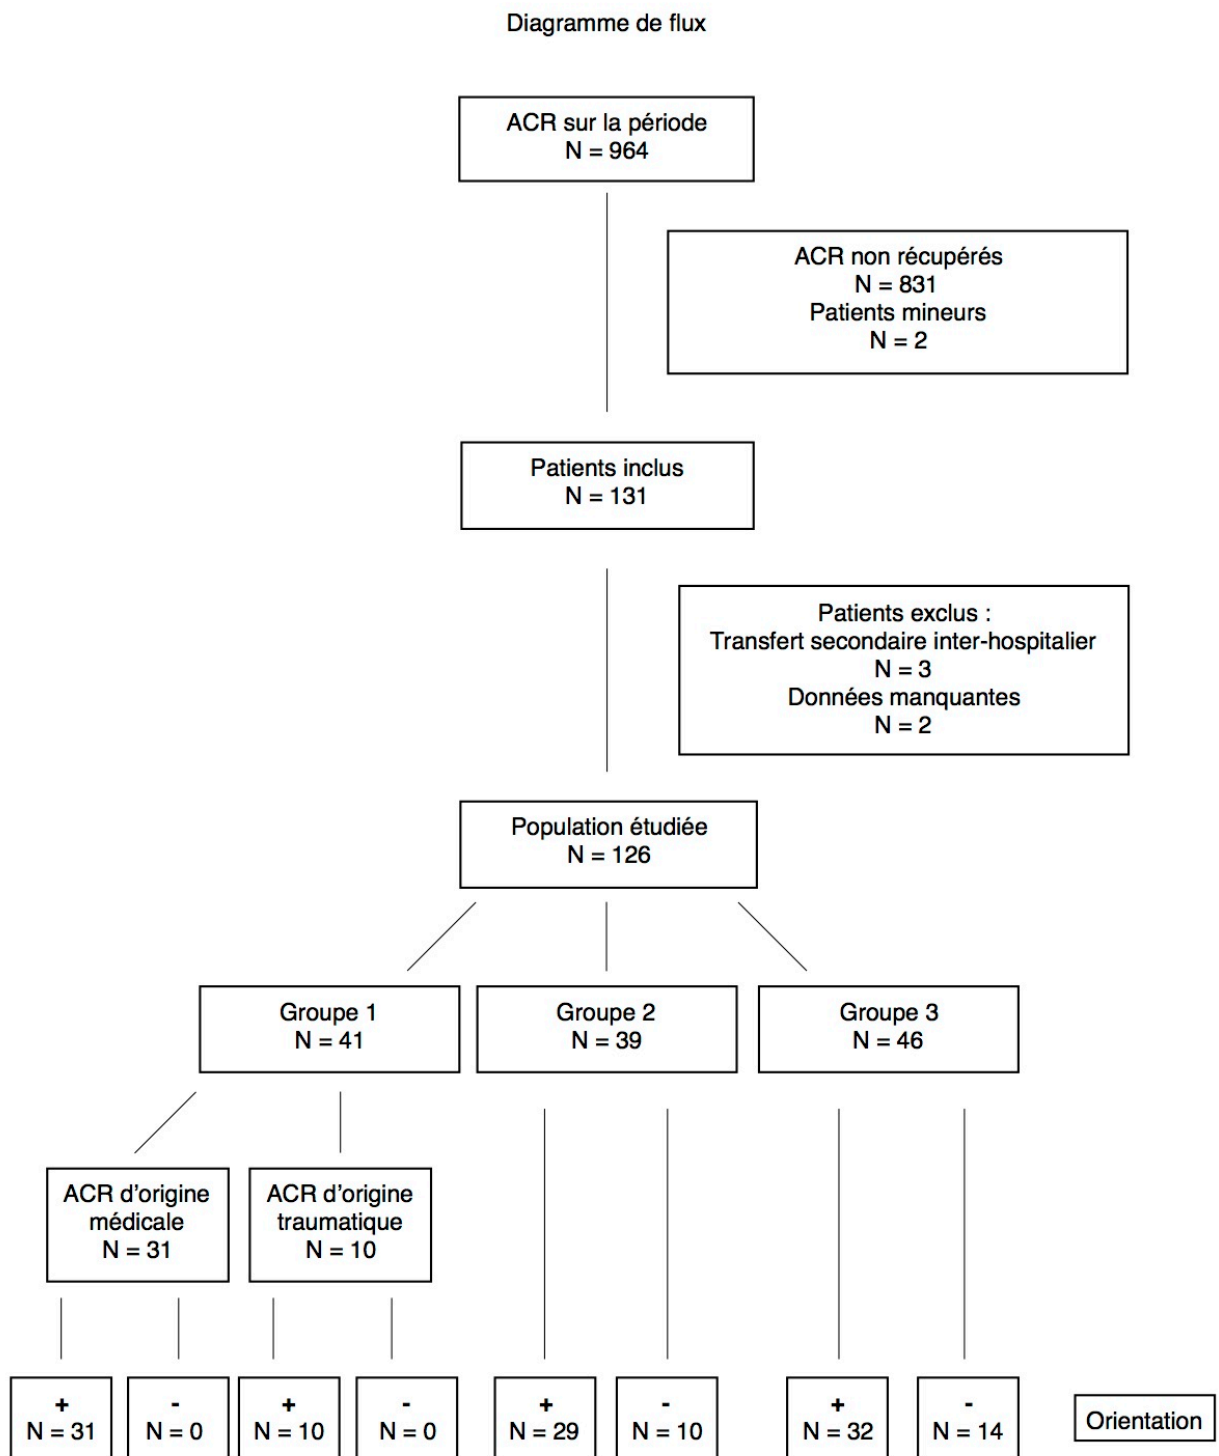 Diagramme de flux
ACR sur la période
N = 964
ACR non récupérés
N = 831
Patients mineurs
N = 2
Patients inclus
N = 131
Patients exclus :
Transfert secondaire inter-hospitalier
N = 3
Données manquantes
N = 2
Population étudiée
N = 126
Groupe 1
N = 41
Groupe 2
N = 39
Groupe 3
N = 46
ACR d'origine
médicale
N = 31
ACR d'origine
traumatique
N = 10
+
N = 31
-
N = 0
+
N = 10
-
N = 0
+
N = 29
-
N = 10
+
N = 32
-
N = 14
Orientation